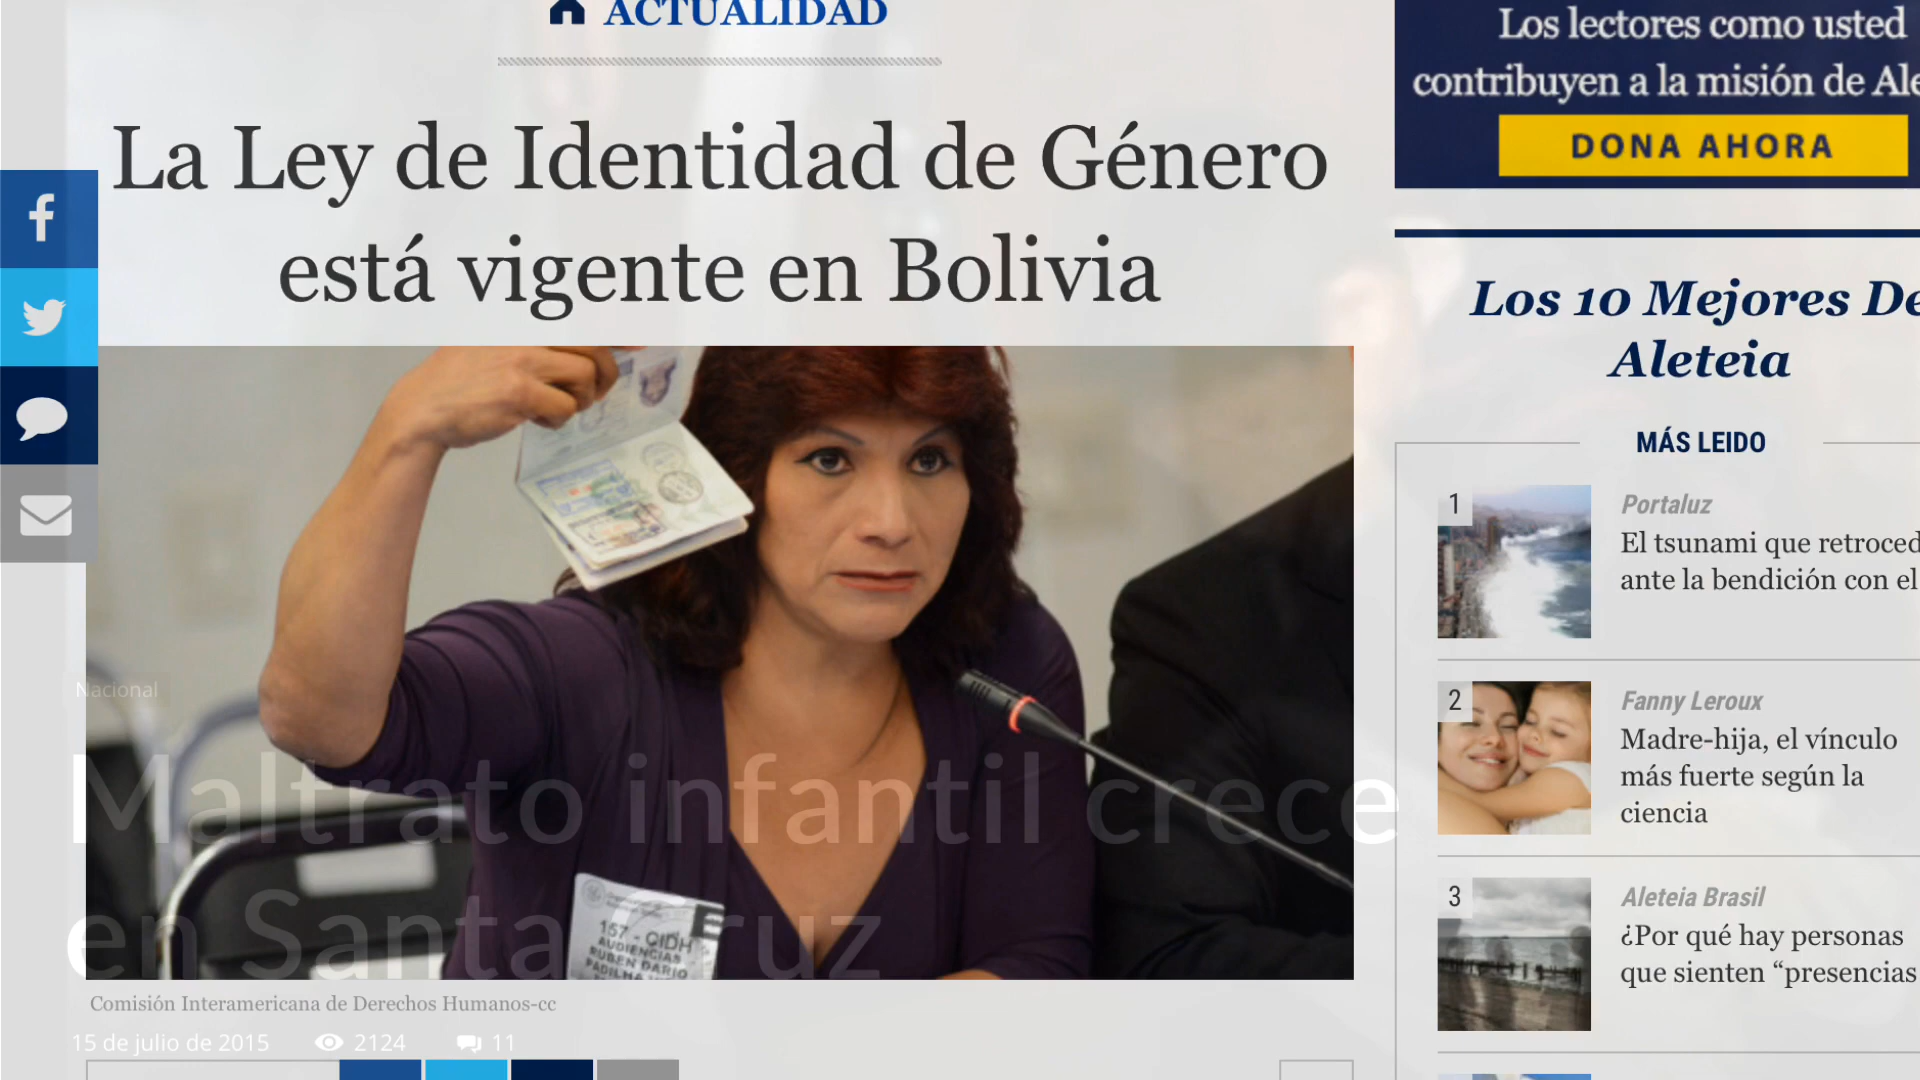 ACTUALIDAD
La Ley de Identidad de Género
está vigente en Bolivia
Nacional
Maltrato infantil crece
en Santa Cruz
157 - CIDH
AUDIENCIAS
RUBEN DARIO
PADILHA
Comisión Interamericana de Derechos Humanos-cc
15 de julio de 2015
2124
11
Los lectores como usted
contribuyen a la misión de Ale
DONA AHORA
Los 10 Mejores De
Aleteia
MÁS LEIDO
1
Portaluz
El tsunami que retroced
ante la bendición con el
2
Fanny Leroux
Madre-hija, el vínculo
más fuerte según la
ciencia
3
Aleteia Brasil
¿Por qué hay personas
que sienten “presencias